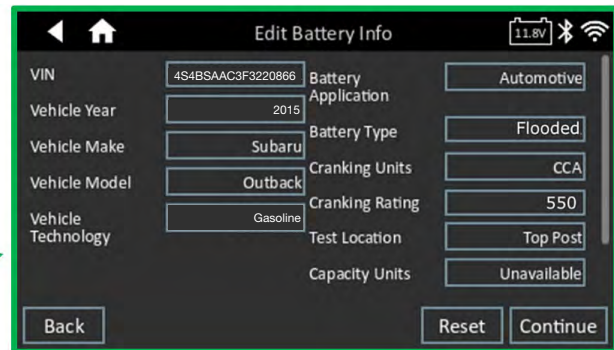 Edit Battery Info
11.8V
VIN 4S4BSAAC3F3220866
Vehicle Year 2015
Vehicle Make Subaru
Vehicle Model Outback
Vehicle
Technology Gasoline
Battery
Application Automotive
Battery Type Flooded
Cranking Units CCA
Cranking Rating 550
Test Location Top Post
Capacity Units Unavailable
Back Reset Continue